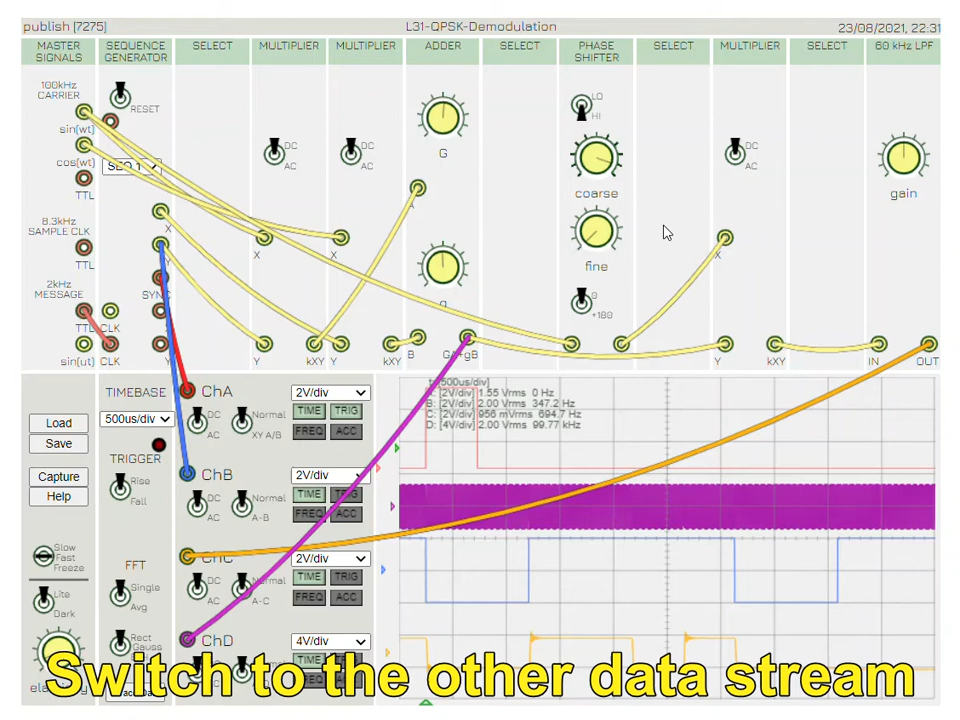 publish [7275]
L31-QPSK-Demodulation
23/08/2021, 22:31
MASTER SIGNALS
SEQUENCE GENERATOR
SELECT
MULTIPLIER
MULTIPLIER
ADDER
SELECT
PHASE SHIFTER
SELECT
MULTIPLIER
SELECT
60 kHz LPF
100kHz
CARRIER
sin(wt)
cos(wt)
TTL
8.3kHz
SAMPLE CLK
TTL
2kHz
MESSAGE
TTL
sin(ut)
RESET
SEQ 1
X
SYNC
CLK
CLK
DC
AC
X
Y
kXY
DC
AC
X
Y
kXY
G
A
B
GA+gB
LO
HI
coarse
fine
0
+180
DC
AC
X
Y
kXY
gain
IN
OUT
Load
Save
Capture
Help
Slow
Fast
Freeze
Lite
Dark
TIMEBASE
500us/div
TRIGGER
Rise
Fall
FFT
Single
Avg
Rect
Gauss
ChA
2V/div
DC
AC
Normal
XY A/B
TIME
TRIG
FREQ
ACC
ChB
2V/div
DC
AC
Normal
A-B
TIME
TRIG
FREQ
ACC
ChC
2V/div
DC
AC
Normal
A-C
TIME
TRIG
FREQ
ACC
ChD
4V/div
TIME
TRIG
[500us/div]
[2V/div] 1.55 Vrms 0 Hz
B: [2V/div] 2.00 Vrms 347.2 Hz
C: [2V/div] 956 mVrms 694.7 Hz
D: [4V/div] 2.00 Vrms 99.77 kHz
Switch to the other data stream